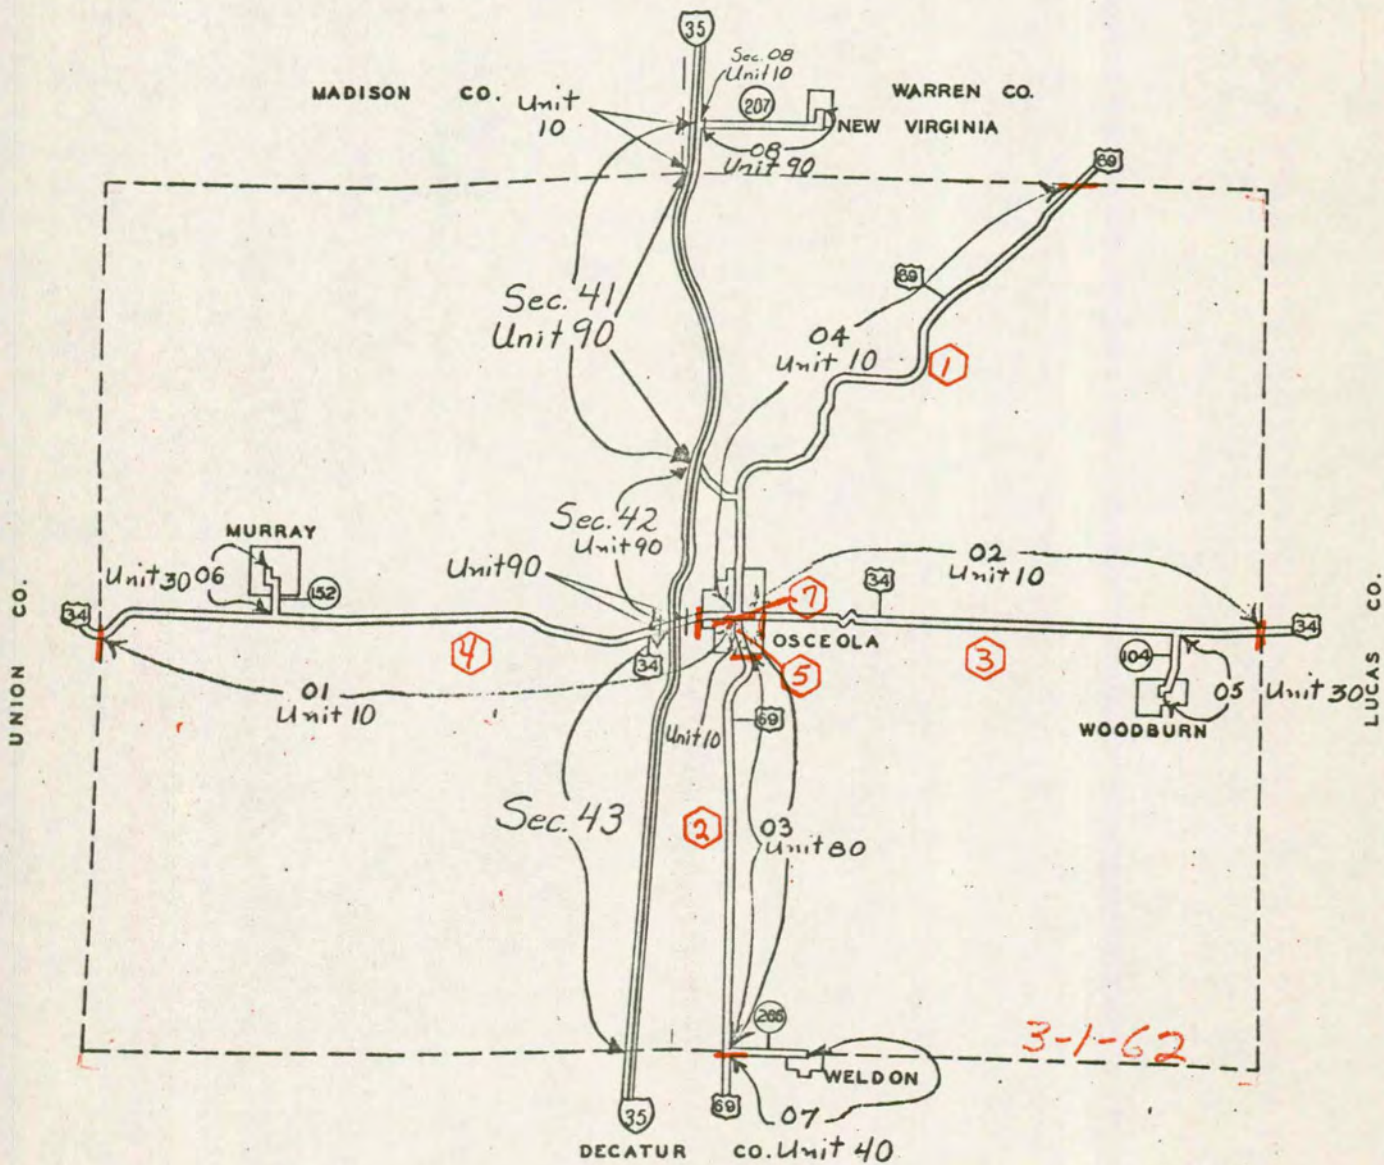 35
Sec. 08
Unit 10
MADISON CO.
Unit
10
207
WARREN CO.
NEW VIRGINIA
08
Unit 90
69
69
Sec. 41
Unit 90
04
Unit 10
1
Sec. 42
Unit 90
MURRAY
Unit 30 06
152
Unit 90
02
Unit 10
34
34
34
7
OSCEOLA
34
4
5
3
104
01
Unit 10
05
Unit 30
WOODBURN
UNION CO.
LUCAS CO.
69
Unit 10
Sec. 43
2
03
Unit 80
266
3-1-62
WELDON
35
69
07
DECATUR CO. Unit 40